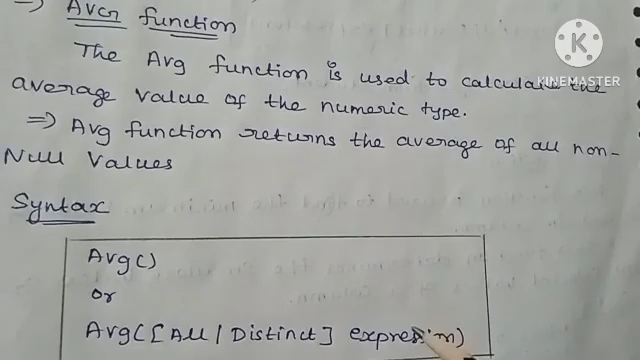 => AVG function
KINEMASTER
The Avg function is used to calculate the
average value of the numeric type.
=> Avg function returns the average of all non-
Null Values
Syntax
Avg()
or
Avg([All / Distinct] expression)